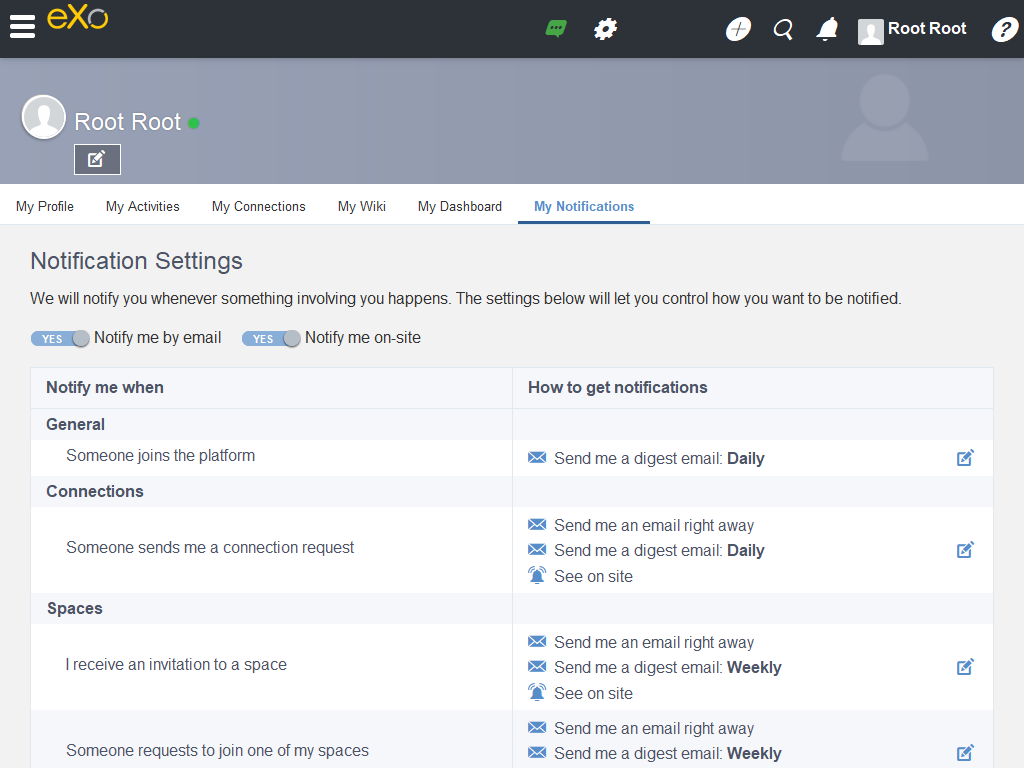 eXo
Root Root
?
Root Root
My Profile My Activities My Connections My Wiki My Dashboard My Notifications
Notification Settings
We will notify you whenever something involving you happens. The settings below will let you control how you want to be notified.
YES Notify me by email YES Notify me on-site
Notify me when How to get notifications
General
Someone joins the platform Send me a digest email: Daily
Connections
Someone sends me a connection request
Send me an email right away
Send me a digest email: Daily
See on site
Spaces
I receive an invitation to a space
Send me an email right away
Send me a digest email: Weekly
See on site
Someone requests to join one of my spaces
Send me an email right away
Send me a digest email: Weekly